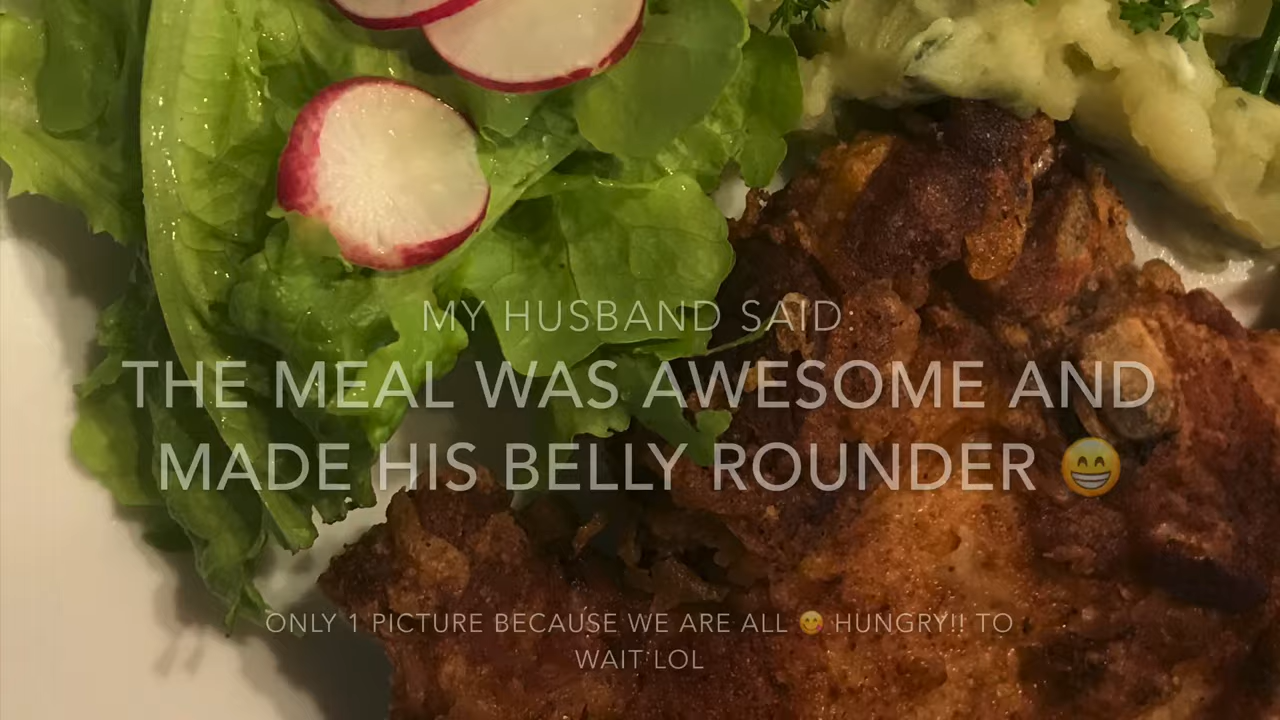 MY HUSBAND SAID:
THE MEAL WAS AWESOME AND
MADE HIS BELLY ROUNDER 😁
ONLY 1 PICTURE BECAUSE WE ARE ALL 😋 HUNGRY!! TO
WAIT LOL